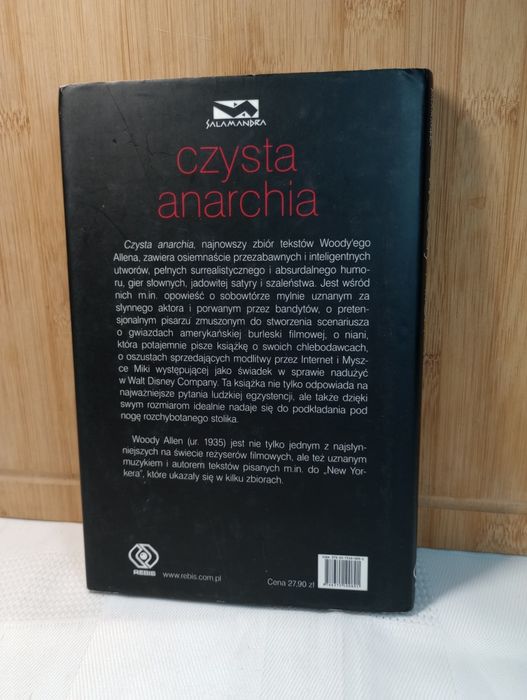 SALAMANDRA
czysta
anarchia
Czysta anarchia, najnowszy zbiór tekstów Woody'ego
Allena, zawiera osiemnaście przezabawnych i inteligentnych
utworów, pełnych surrealistycznego i absurdalnego humo-
ru, gier słownych, jadowitej satyry i szaleństwa. Jest wśród
nich m.in. opowieść o sobowtórze mylnie uznanym za
słynnego aktora i porwanym przez bandytów, o preten-
sjonalnym pisarzu zmuszonym do stworzenia scenariusza
o gwiazdach amerykańskiej burleski filmowej, o niani,
która potajemnie pisze książkę o swoich chlebodawcach,
o oszustach sprzedających modlitwy przez Internet i Mysz-
ce Miki występującej jako świadek w sprawie nadużyć
w Walt Disney Company. Ta książka nie tylko odpowiada na
najważniejsze pytania ludzkiej egzystencji, ale także dzięki
swym rozmiarom idealnie nadaje się do podkładania pod
nogę rozchybotanego stolika.
Woody Allen (ur. 1935) jest nie tylko jednym z najsłyn-
niejszych na świecie reżyserów filmowych, ale też uznanym
muzykiem i autorem tekstów pisanych m.in. do „New Yor-
kera", które ukazały się w kilku zbiorach.
REBIS
www.rebis.com.pl
Cena 27,90 zł